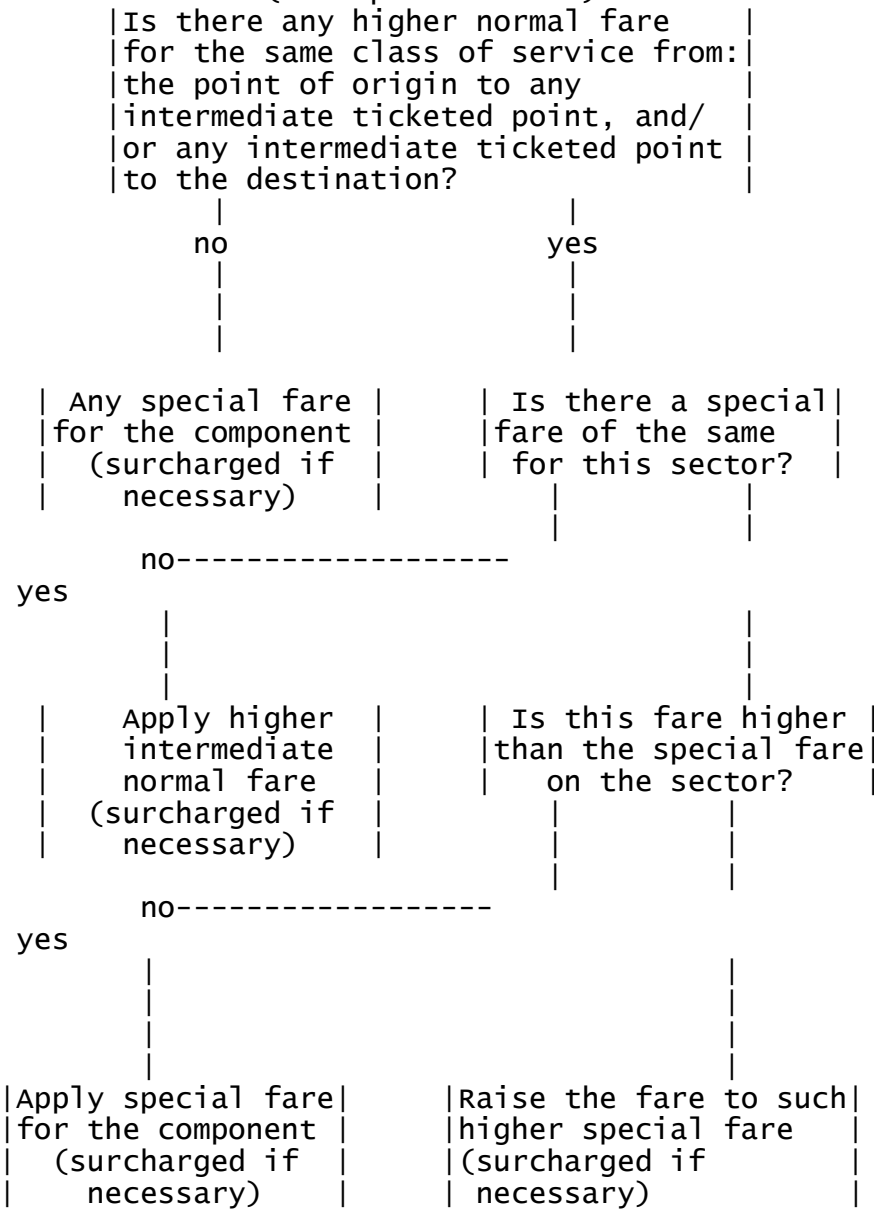 |Is there any higher normal fare |
|for the same class of service from:|
|the point of origin to any |
|intermediate ticketed point, and/ |
|or any intermediate ticketed point |
|to the destination? |
no yes
| Any special fare | | Is there a special|
|for the component | |fare of the same |
| (surcharged if | | for this sector? |
| necessary) |
no-------------------
yes
| Apply higher | | Is this fare higher |
| intermediate | |than the special fare|
| normal fare | | on the sector? |
| (surcharged if |
| necessary) |
no------------------
yes
|Apply special fare| |Raise the fare to such|
|for the component | |higher special fare |
| (surcharged if | |(surcharged if |
| necessary) | | necessary) |